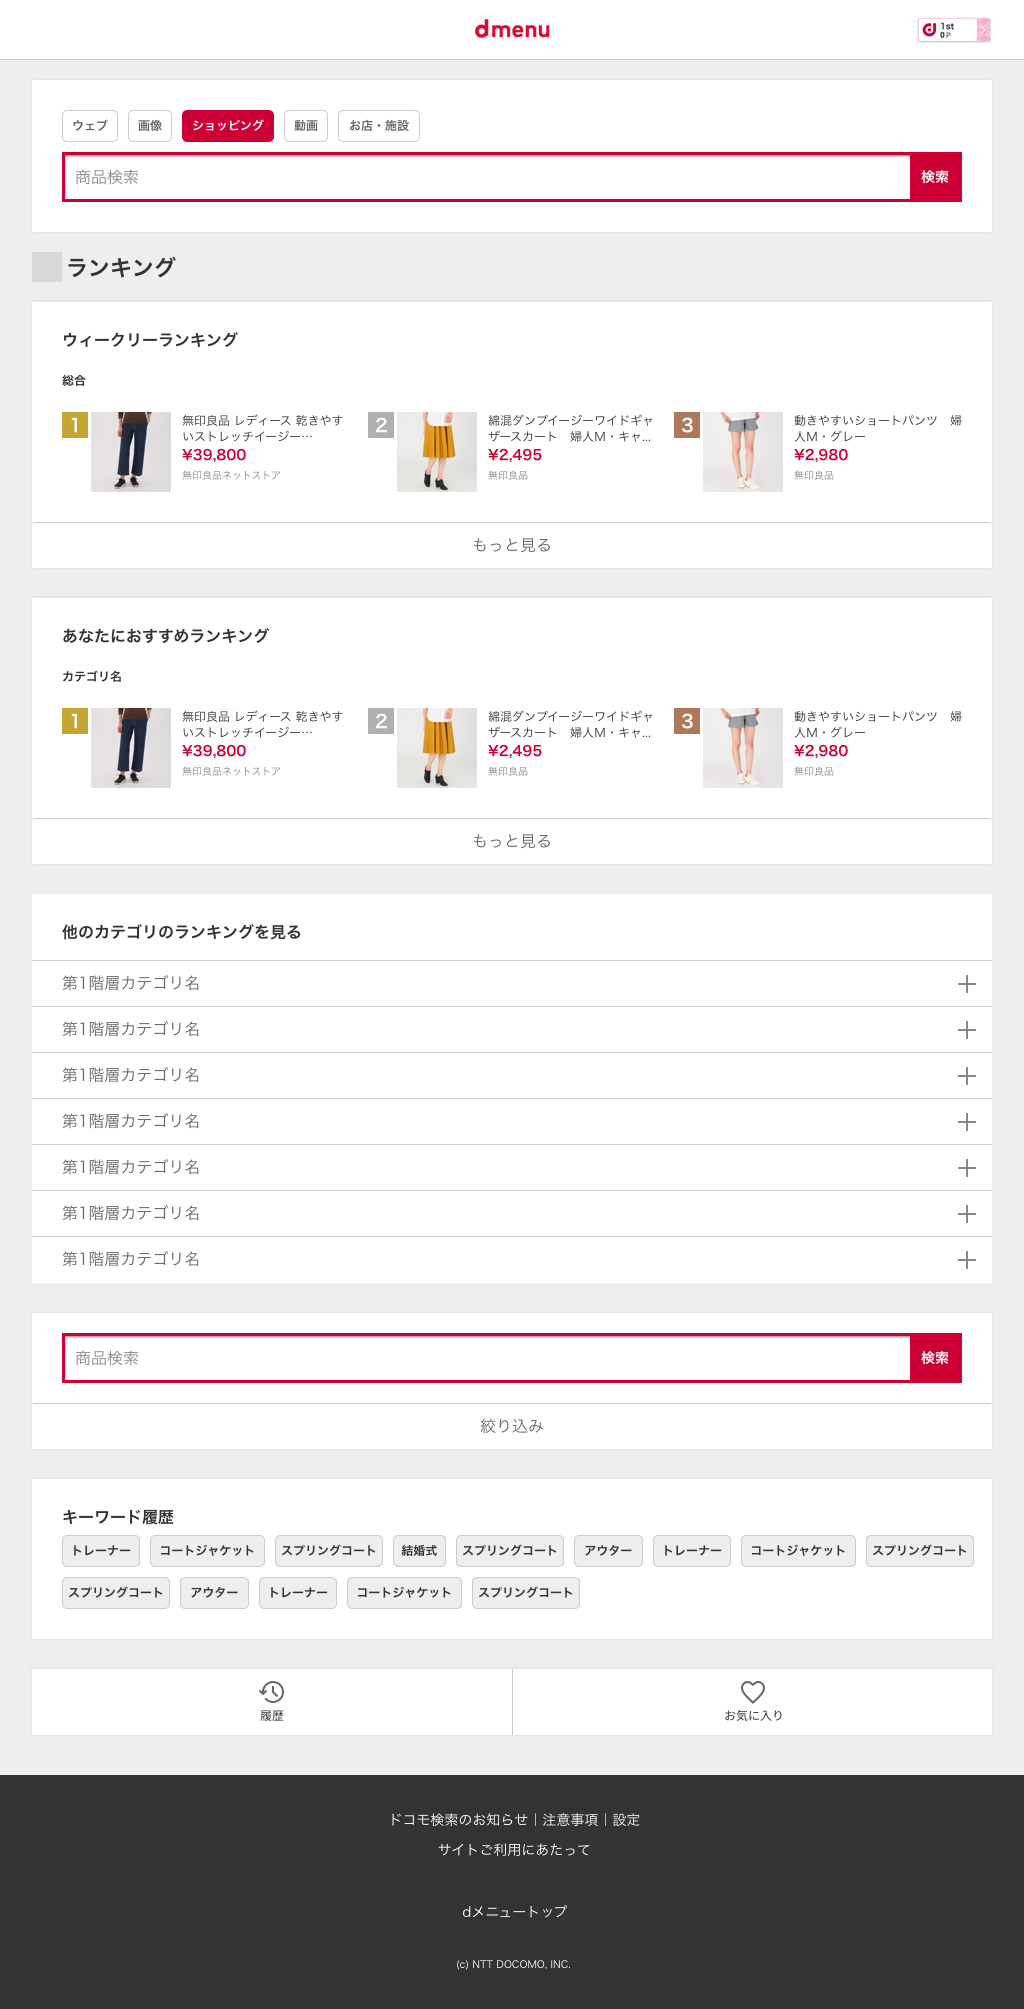 dmenu
1st
0P
ウェブ 画像 ショッピング 動画 お店・施設
商品検索 検索
ランキング
ウィークリーランキング
総合
1
無印良品 レディース 乾きやす
いストレッチイージー…
¥39,800
無印良品ネットストア
2
綿混ダンプイージーワイドギャ
ザースカート　婦人M・キャ...
¥2,495
無印良品
3
動きやすいショートパンツ　婦
人M・グレー
¥2,980
無印良品
もっと見る
あなたにおすすめランキング
カテゴリ名
1
無印良品 レディース 乾きやす
いストレッチイージー…
¥39,800
無印良品ネットストア
2
綿混ダンプイージーワイドギャ
ザースカート　婦人M・キャ...
¥2,495
無印良品
3
動きやすいショートパンツ　婦
人M・グレー
¥2,980
無印良品
もっと見る
他のカテゴリのランキングを見る
第1階層カテゴリ名
第1階層カテゴリ名
第1階層カテゴリ名
第1階層カテゴリ名
第1階層カテゴリ名
第1階層カテゴリ名
第1階層カテゴリ名
商品検索 検索
絞り込み
キーワード履歴
トレーナー コートジャケット スプリングコート 結婚式 スプリングコート アウター トレーナー コートジャケット スプリングコート
スプリングコート アウター トレーナー コートジャケット スプリングコート
履歴 お気に入り
ドコモ検索のお知らせ｜注意事項｜設定
サイトご利用にあたって
dメニュートップ
(c) NTT DOCOMO, INC.